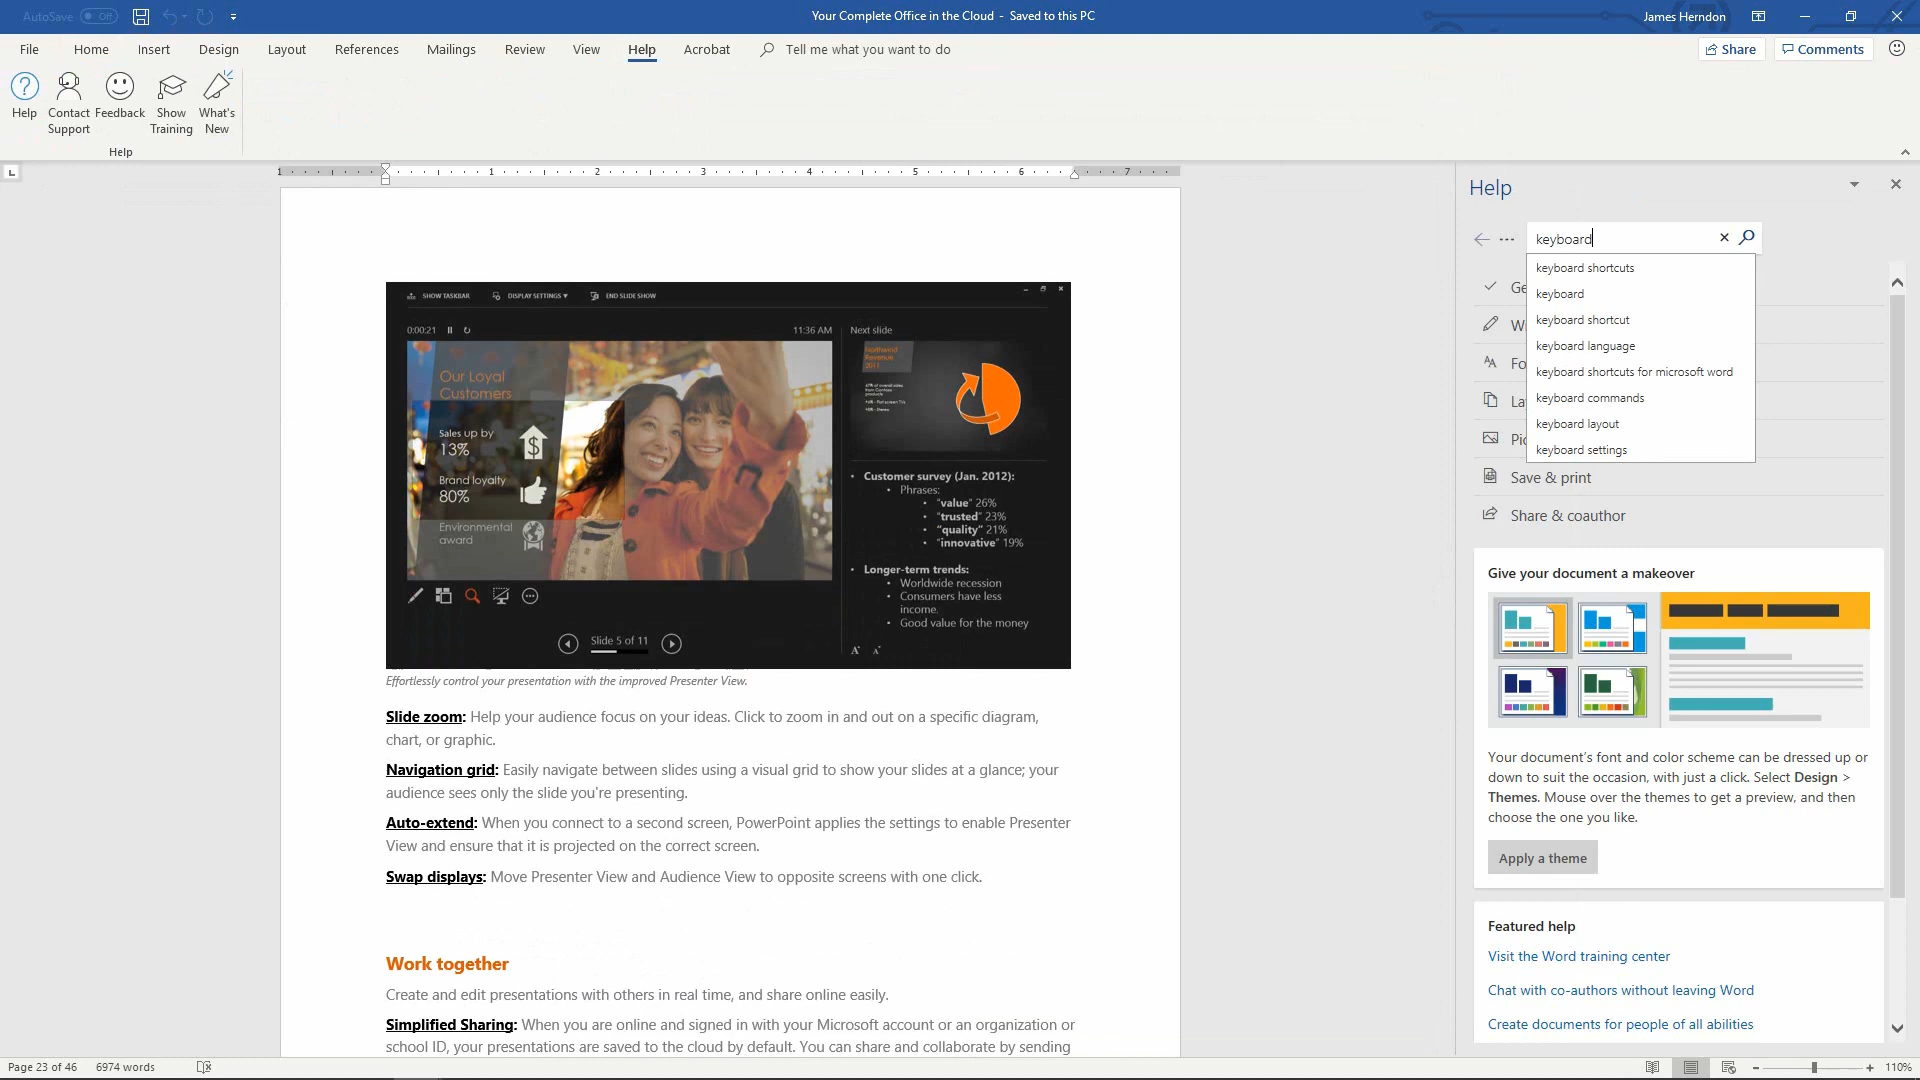 AutoSave Off
Your Complete Office in the Cloud - Saved to this PC
James Herndon
File Home Insert Design Layout References Mailings Review View Help Acrobat Tell me what you want to do
Share Comments
Help Contact Support Feedback Show Training What's New
Help
1 1 2 3 4 5 6 7
SHOW TASKBAR DISPLAY SETTINGS END SLIDE SHOW
0:00:21 11:36 AM Next slide
Our Loyal
Customers
Sales up by
13%
Brand loyalty
80%
Environmental
award
Northwind
Revenue
2011
Customer survey (Jan. 2012):
Phrases:
"value" 26%
"trusted" 23%
"quality" 21%
"innovative" 19%
Longer-term trends:
Worldwide recession
Consumers have less
income.
Good value for the money
Slide 5 of 11
Effortlessly control your presentation with the improved Presenter View.
Slide zoom: Help your audience focus on your ideas. Click to zoom in and out on a specific diagram,
chart, or graphic.
Navigation grid: Easily navigate between slides using a visual grid to show your slides at a glance; your
audience sees only the slide you're presenting.
Auto-extend: When you connect to a second screen, PowerPoint applies the settings to enable Presenter
View and ensure that it is projected on the correct screen.
Swap displays: Move Presenter View and Audience View to opposite screens with one click.
Work together
Create and edit presentations with others in real time, and share online easily.
Simplified Sharing: When you are online and signed in with your Microsoft account or an organization or
school ID, your presentations are saved to the cloud by default. You can share and collaborate by sending
Help
keyboard
keyboard shortcuts
keyboard
keyboard shortcut
keyboard language
keyboard shortcuts for microsoft word
keyboard commands
keyboard layout
keyboard settings
Save & print
Share & coauthor
Give your document a makeover
Your document's font and color scheme can be dressed up or
down to suit the occasion, with just a click. Select Design >
Themes. Mouse over the themes to get a preview, and then
choose the one you like.
Apply a theme
Featured help
Visit the Word training center
Chat with co-authors without leaving Word
Create documents for people of all abilities
Page 23 of 46 6974 words
110%